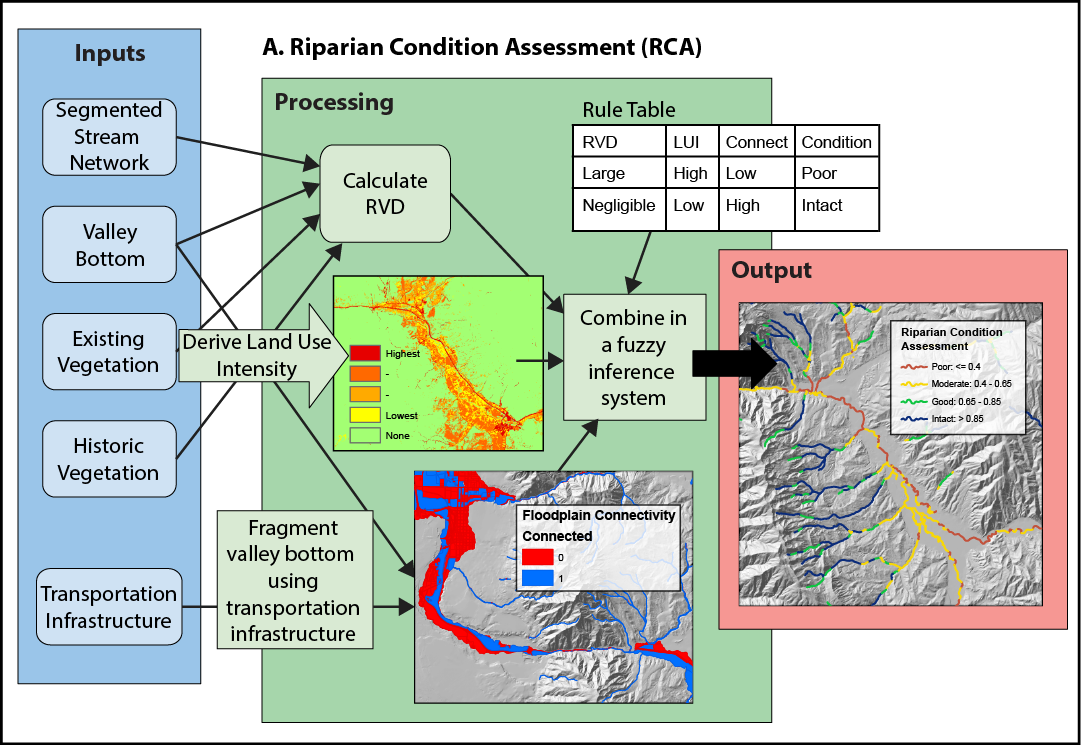 A. Riparian Condition Assessment (RCA)
Inputs
Segmented
Stream
Network
Valley
Bottom
Existing
Vegetation
Historic
Vegetation
Transportation
Infrastructure
Processing
Calculate
RVD
Rule Table
RVD LUI Connect Condition
Large High Low Poor
Negligible Low High Intact
Derive Land Use
Intensity
Highest
-
-
Lowest
None
Combine in
a fuzzy
inference
system
Fragment
valley bottom
using
transportation
infrastructure
Floodplain Connectivity
Connected
0
1
Output
Riparian Condition
Assessment
Poor: <= 0.4
Moderate: 0.4 - 0.65
Good: 0.65 - 0.85
Intact: > 0.85